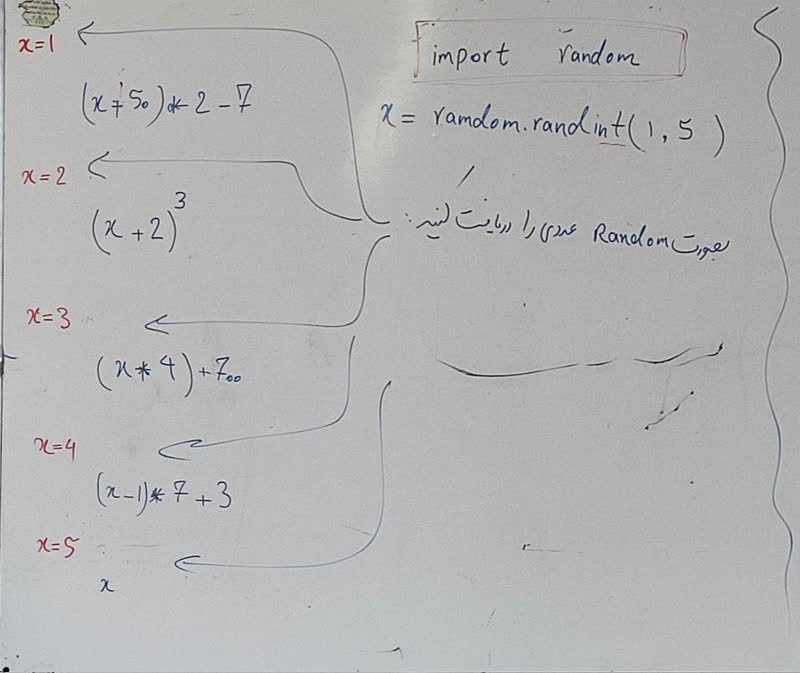 import random
x = ramdom.randint(1, 5)
بصورت Random عددی را دریافت کنید:
x=1
(x+50)*2-7
x=2
(x+2)³
x=3
(x*4)+700
x=4
(x-1)*7+3
x=5
x